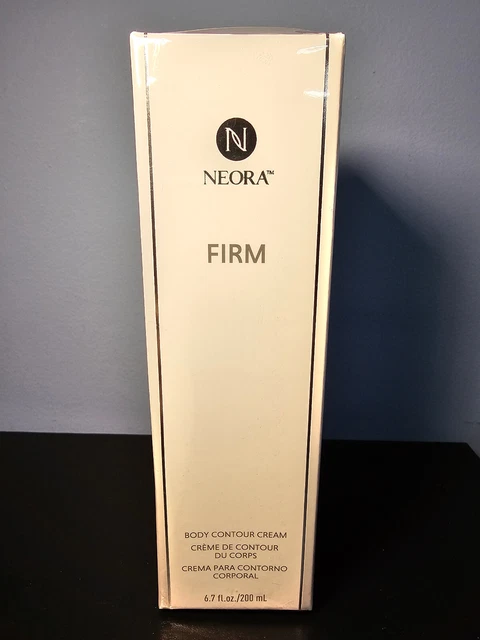 N
NEORA™
FIRM
BODY CONTOUR CREAM
CRÈME DE CONTOUR
DU CORPS
CREMA PARA CONTORNO
CORPORAL
6.7 fl.oz./200 mL